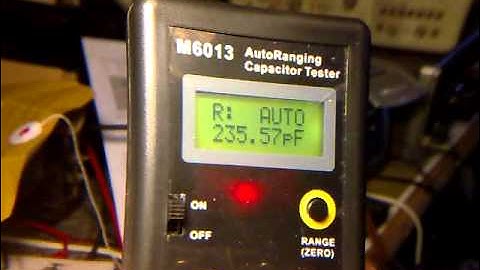 M6013 AutoRanging
Capacitor Tester
R: AUTO
235.57pF
ON
OFF
RANGE
(ZERO)